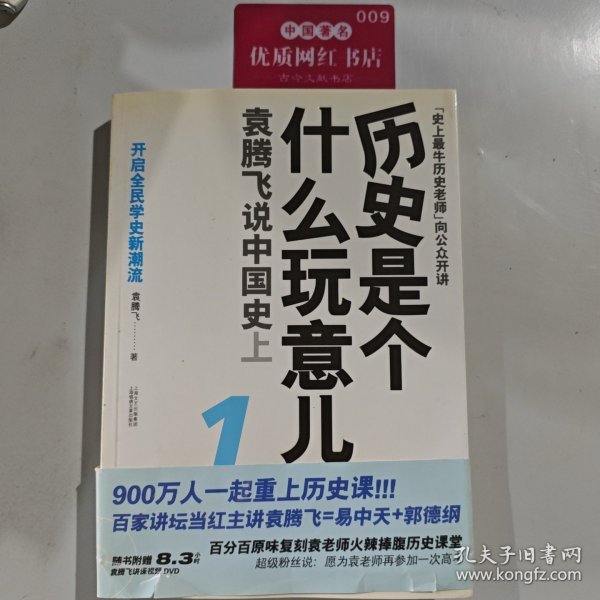 009
中国著名
优质网红书店
古今文献书店
「史上最牛历史老师」向公众开讲
历史是个
什么玩意儿
袁腾飞说中国史上
开启全民学史新潮流
袁腾飞………著
1
900万人一起重上历史课!!!
百家讲坛当红主讲袁腾飞=易中天+郭德纲
随书附赠 8.3小时
袁腾飞讲课视频DVD
百分百原味复刻袁老师火辣捧腹历史课堂
超级粉丝说：愿为袁老师再参加一次高考
孔夫子旧书网
www.kongfz.com